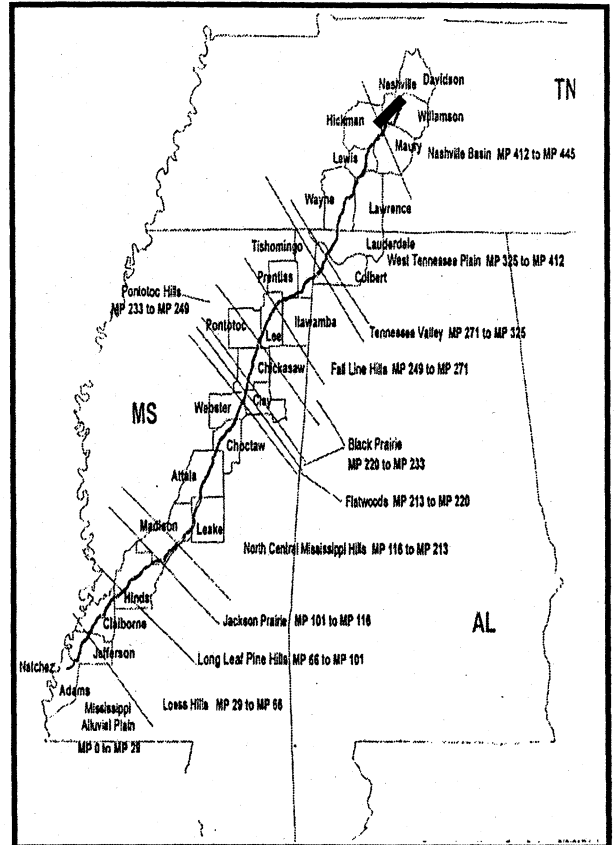 Nashville
Davidson
TN
Hickman
Williamson
Maury
Nashville Basin MP 412 to MP 445
Lewis
Wayne
Lawrence
Tishomingo
Lauderdale
West Tennessee Plain MP 325 to MP 412
Colbert
Prentiss
Pontotoc Hills
MP 233 to MP 249
Itawamba
Pontotoc
Lee
Tennessee Valley MP 271 to MP 325
Chickasaw
Fall Line Hills MP 249 to MP 271
MS
Webster
Clay
Choctaw
Black Prairie
MP 220 to MP 233
Attala
Flatwoods MP 213 to MP 220
Madison
Leake
North Central Mississippi Hills MP 116 to MP 213
Hinds
Jackson Prairie MP 101 to MP 116
AL
Claiborne
Jefferson
Long Leaf Pine Hills MP 66 to MP 101
Natchez
Adams
Loess Hills MP 29 to MP 66
Mississippi
Alluvial Plain
MP 0 to MP 29